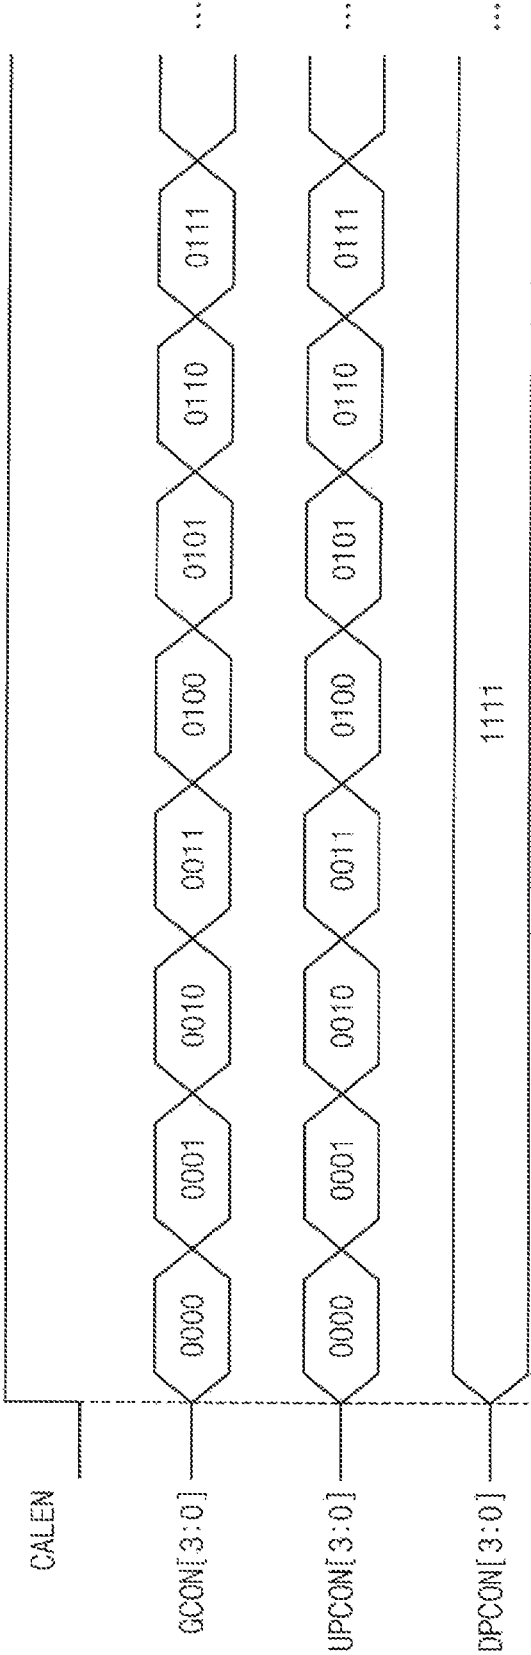 CALEN
GCON[3:0] 0000 0001 0010 0011 0100 0101 0110 0111 ...
UPCON[3:0] 0000 0001 0010 0011 0100 0101 0110 0111 ...
DPCON[3:0] 1111 ...